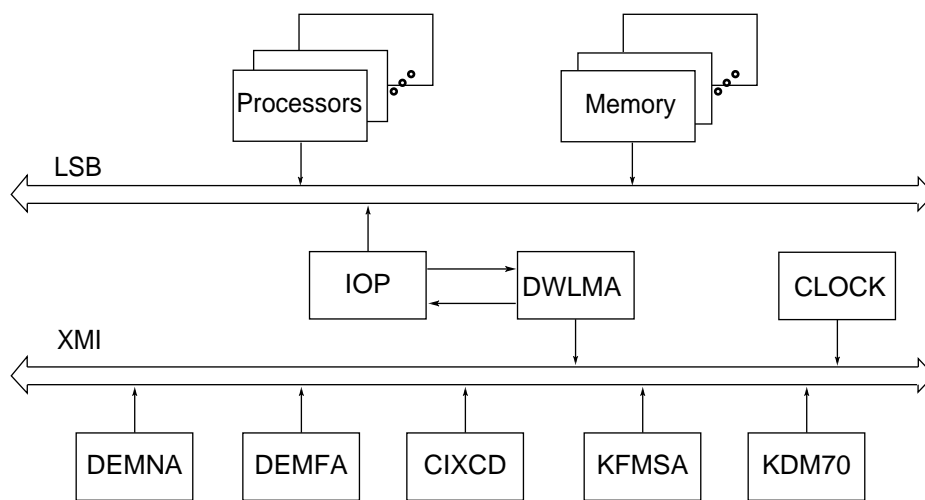 Processors
Memory
LSB
IOP
DWLMA
CLOCK
XMI
DEMNA
DEMFA
CIXCD
KFMSA
KDM70